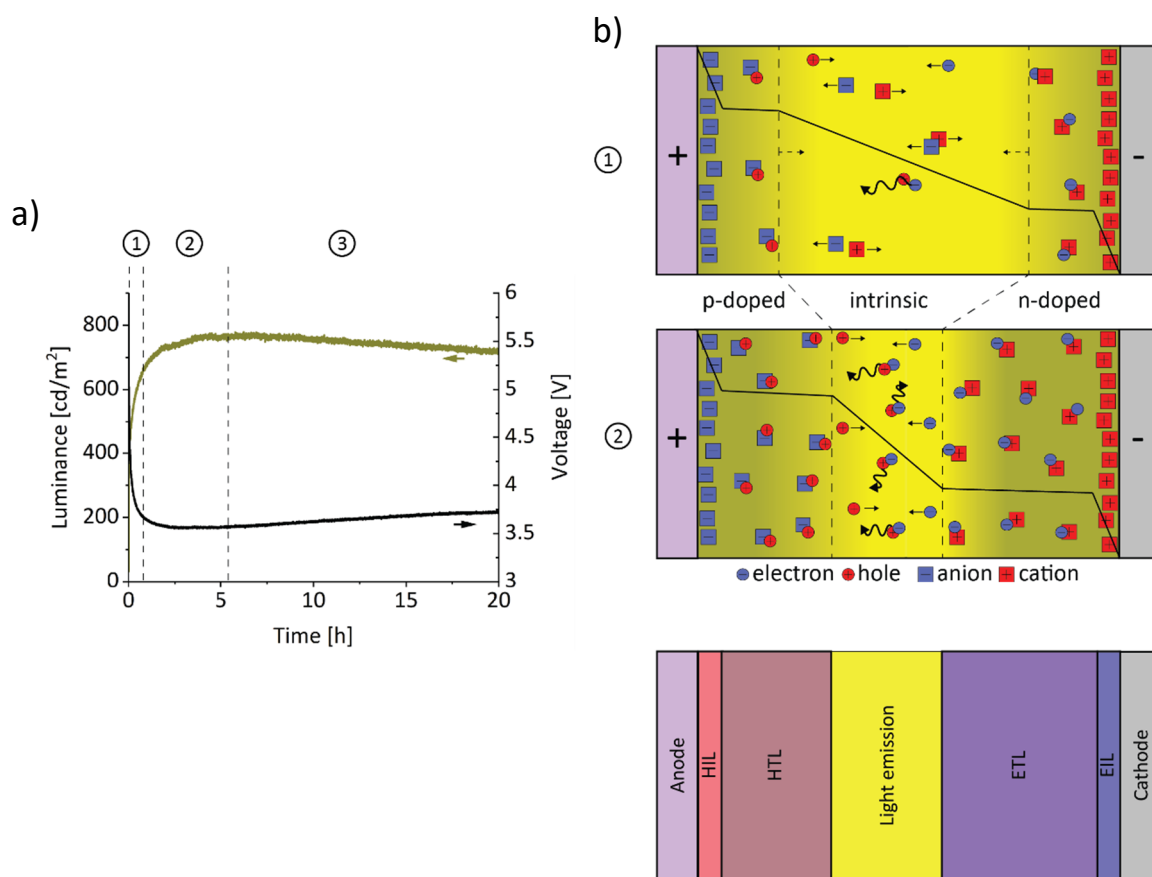 a)
① ② ③
Luminance [cd/m²]
800
600
400
200
0
6
5.5
5
4.5
4
3.5
3
Voltage [V]
0 5 10 15 20
Time [h]
b)
①
+ -
p-doped intrinsic n-doped
②
+ -
electron hole anion cation
Anode
HIL
HTL
Light emission
ETL
EIL
Cathode